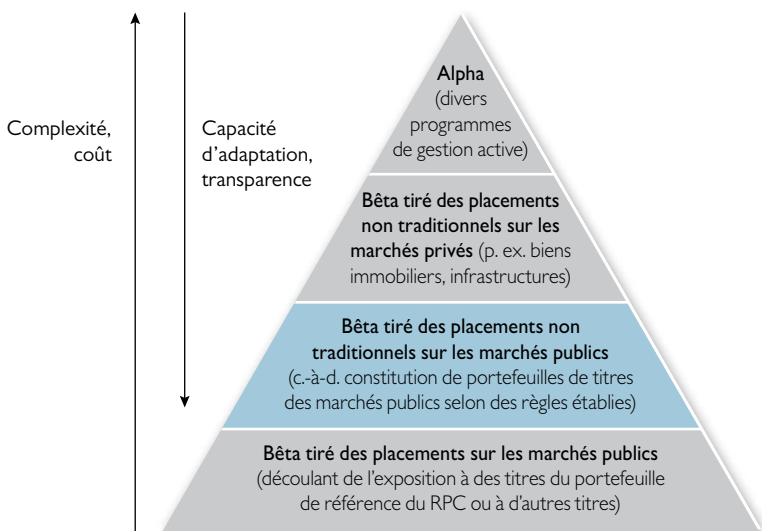 Complexité,
coût
Capacité
d’adaptation,
transparence
Alpha
(divers
programmes
de gestion active)
Bêta tiré des placements
non traditionnels sur les
marchés privés (p. ex. biens
immobiliers, infrastructures)
Bêta tiré des placements non
traditionnels sur les marchés publics
(c.-à-d. constitution de portefeuilles de titres
des marchés publics selon des règles établies)
Bêta tiré des placements sur les marchés publics
(découlant de l’exposition à des titres du portefeuille
de référence du RPC ou à d’autres titres)